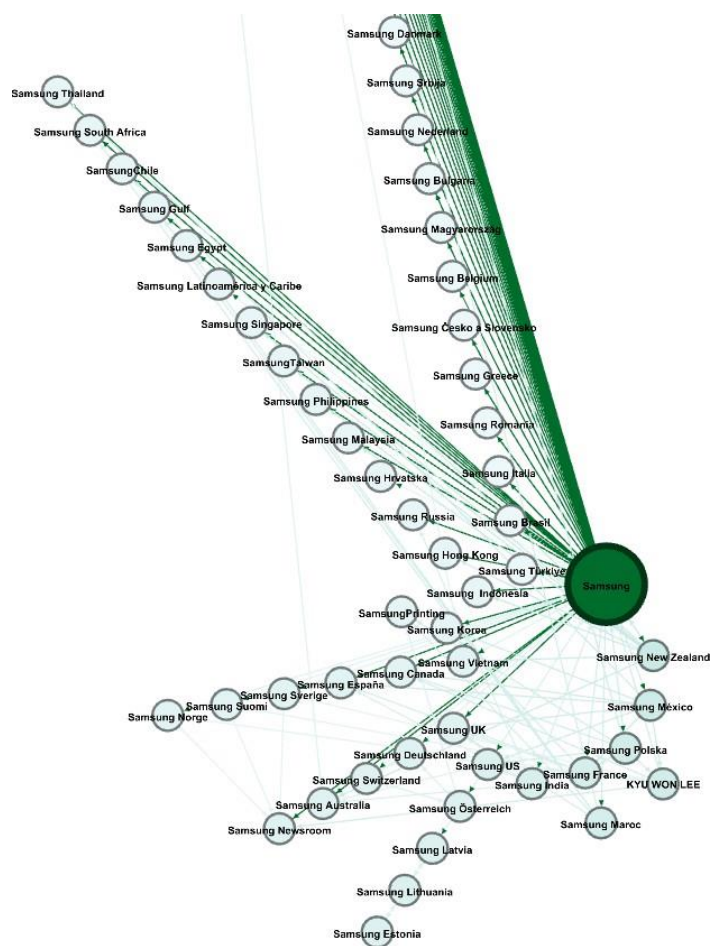 Samsung Danmark
Samsung Srbija
Samsung Thailand
Samsung South Africa
Samsung Nederland
SamsungChile
Samsung Bulgaria
Samsung Gulf
Samsung Magyarország
Samsung Egypt
Samsung Belgium
Samsung Latinoamérica y Caribe
Samsung Singapore
Samsung Česko a Slovensko
SamsungTaiwan
Samsung Greece
Samsung Philippines
Samsung Romania
Samsung Malaysia
Samsung Italia
Samsung Hrvatska
Samsung Russia
Samsung Brasil
Samsung Hong Kong
Samsung Türkiye
Samsung
Samsung Indonesia
SamsungPrinting
Samsung Korea
Samsung New Zealand
Samsung Vietnam
Samsung Canada
Samsung España
Samsung Sverige
Samsung Suomi
Samsung México
Samsung Norge
Samsung UK
Samsung Polska
Samsung Deutschland
Samsung US
Samsung France
Samsung Switzerland
Samsung India
KYU WON LEE
Samsung Australia
Samsung Österreich
Samsung Maroc
Samsung Newsroom
Samsung Latvia
Samsung Lithuania
Samsung Estonia